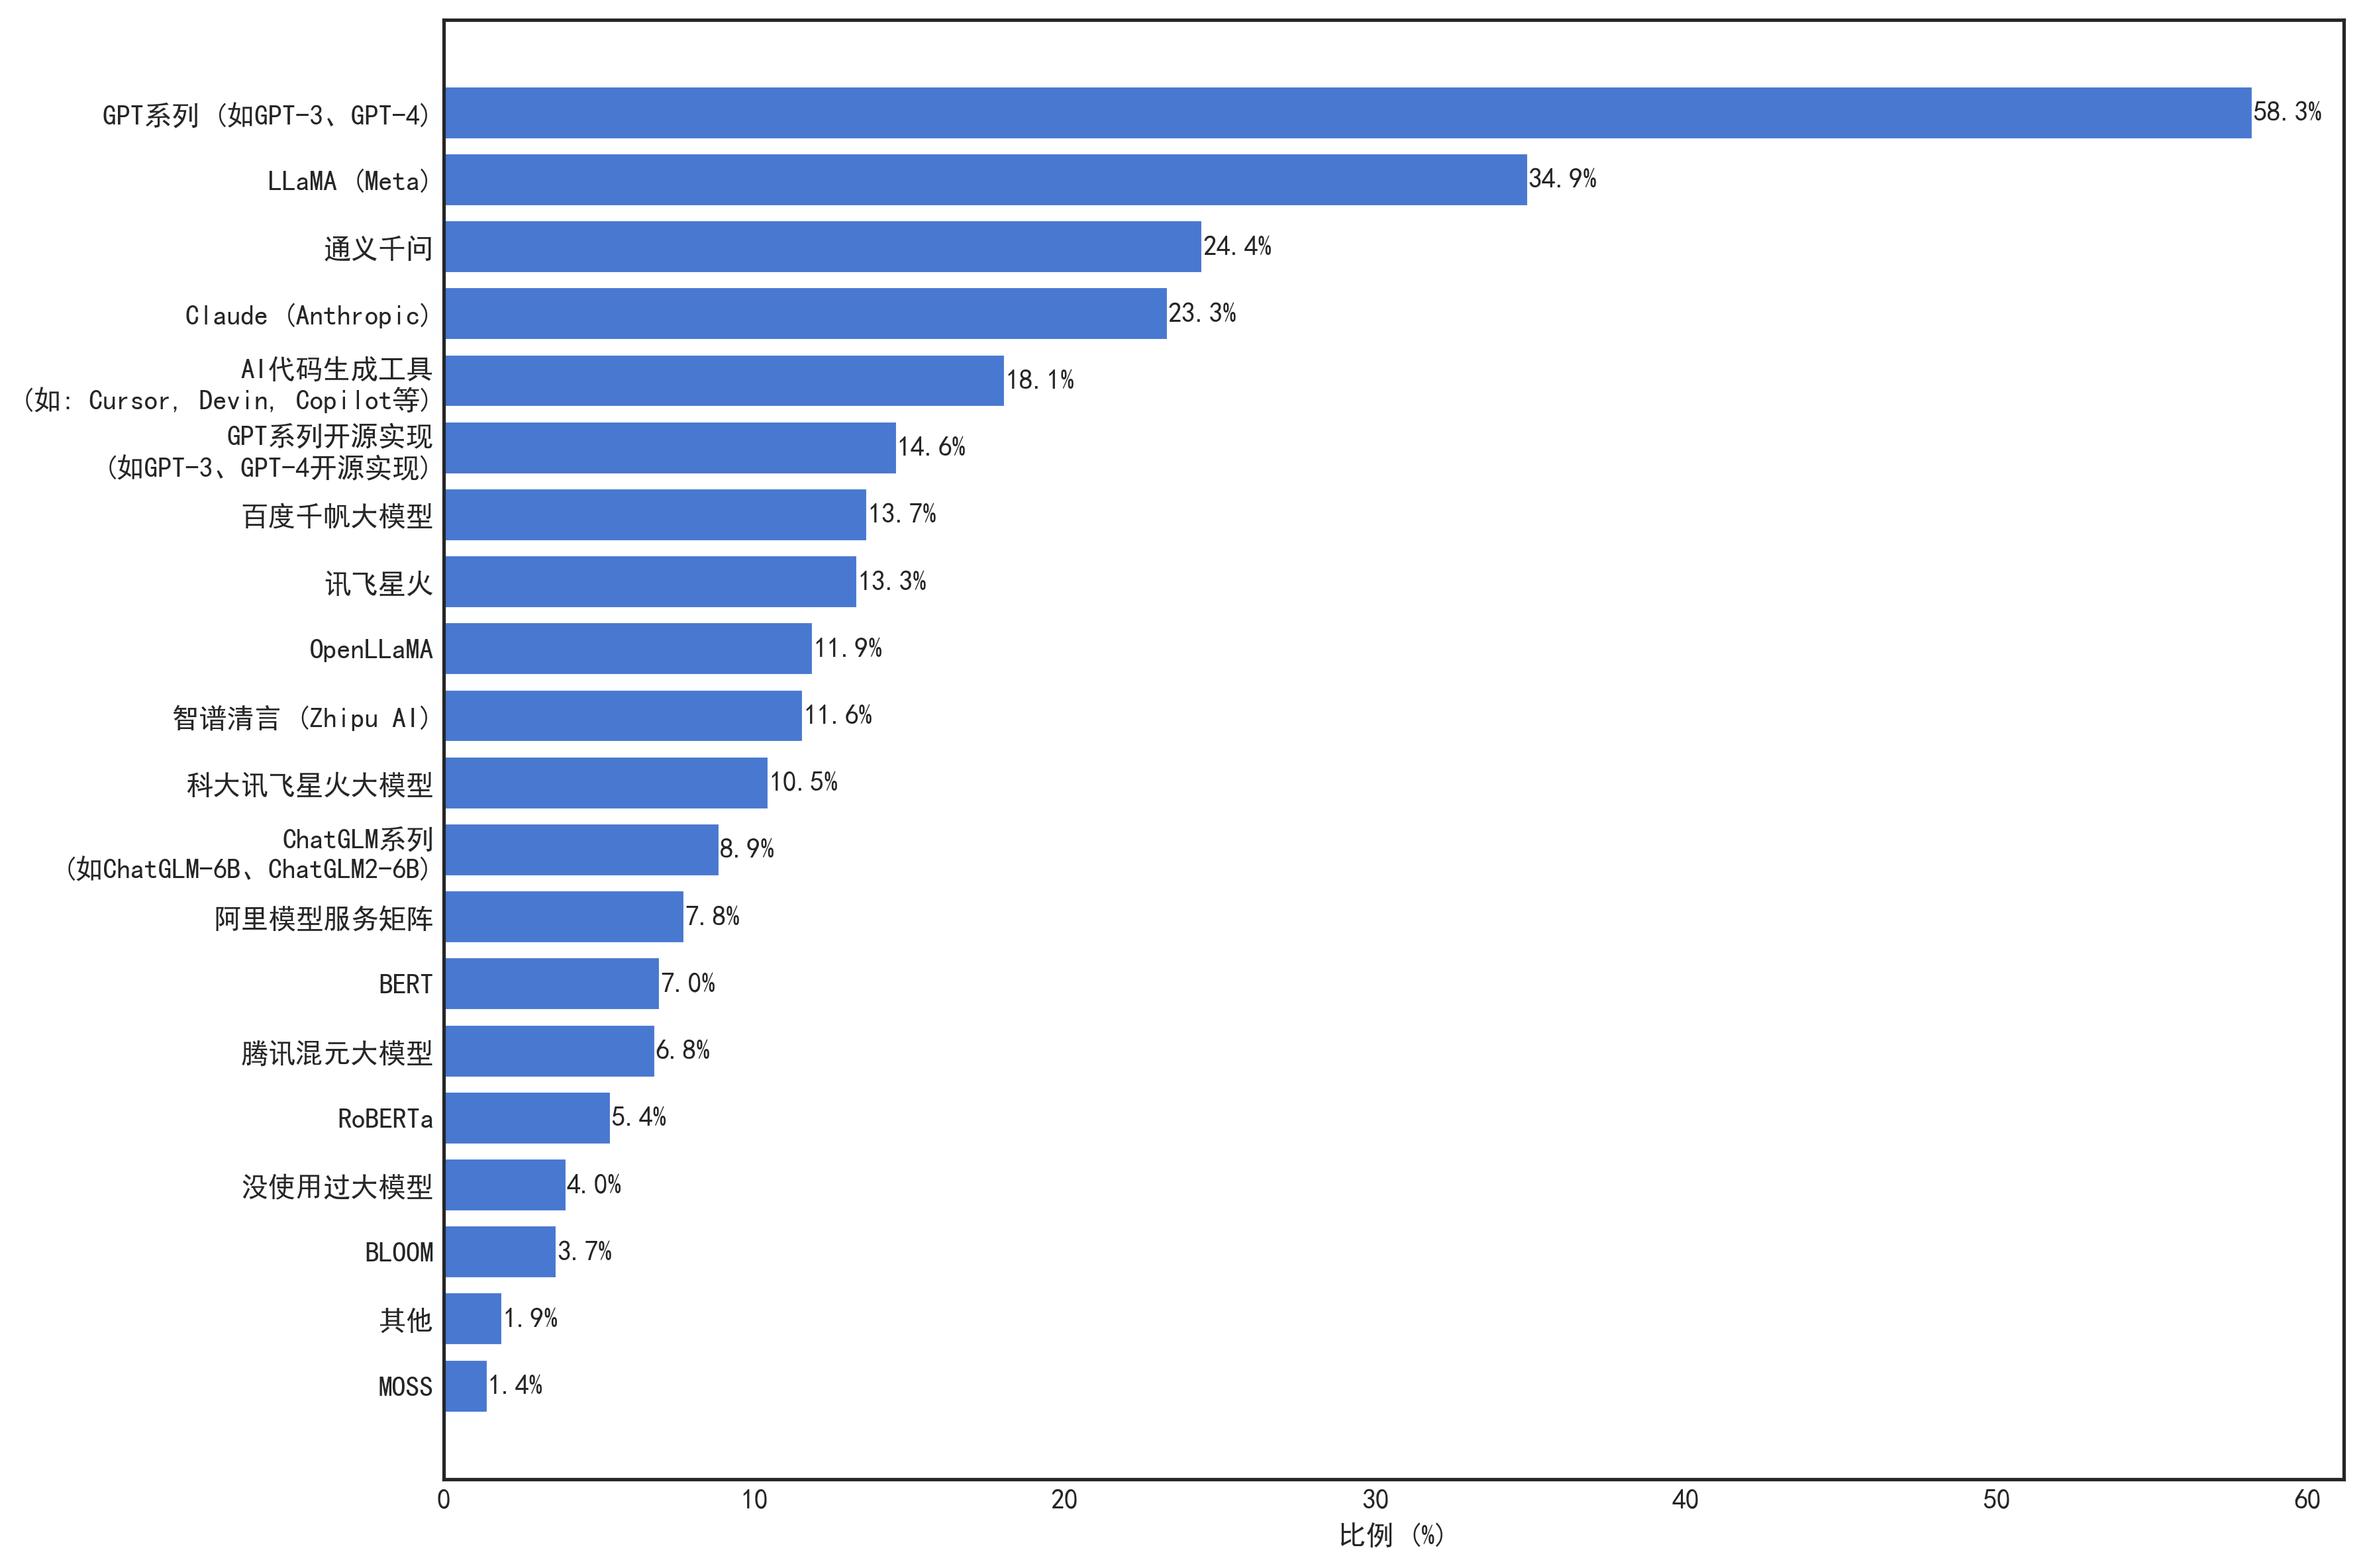 GPT系列 (如GPT-3、GPT-4)
58.3%
LLaMA (Meta)
34.9%
通义千问
24.4%
Claude (Anthropic)
23.3%
AI代码生成工具
(如: Cursor, Devin, Copilot等)
18.1%
GPT系列开源实现
(如GPT-3、GPT-4开源实现)
14.6%
百度千帆大模型
13.7%
讯飞星火
13.3%
OpenLLaMA
11.9%
智谱清言 (Zhipu AI)
11.6%
科大讯飞星火大模型
10.5%
ChatGLM系列
(如ChatGLM-6B、ChatGLM2-6B)
8.9%
阿里模型服务矩阵
7.8%
BERT
7.0%
腾讯混元大模型
6.8%
RoBERTa
5.4%
没使用过大模型
4.0%
BLOOM
3.7%
其他
1.9%
MOSS
1.4%
0 10 20 30 40 50 60
比例 (%)